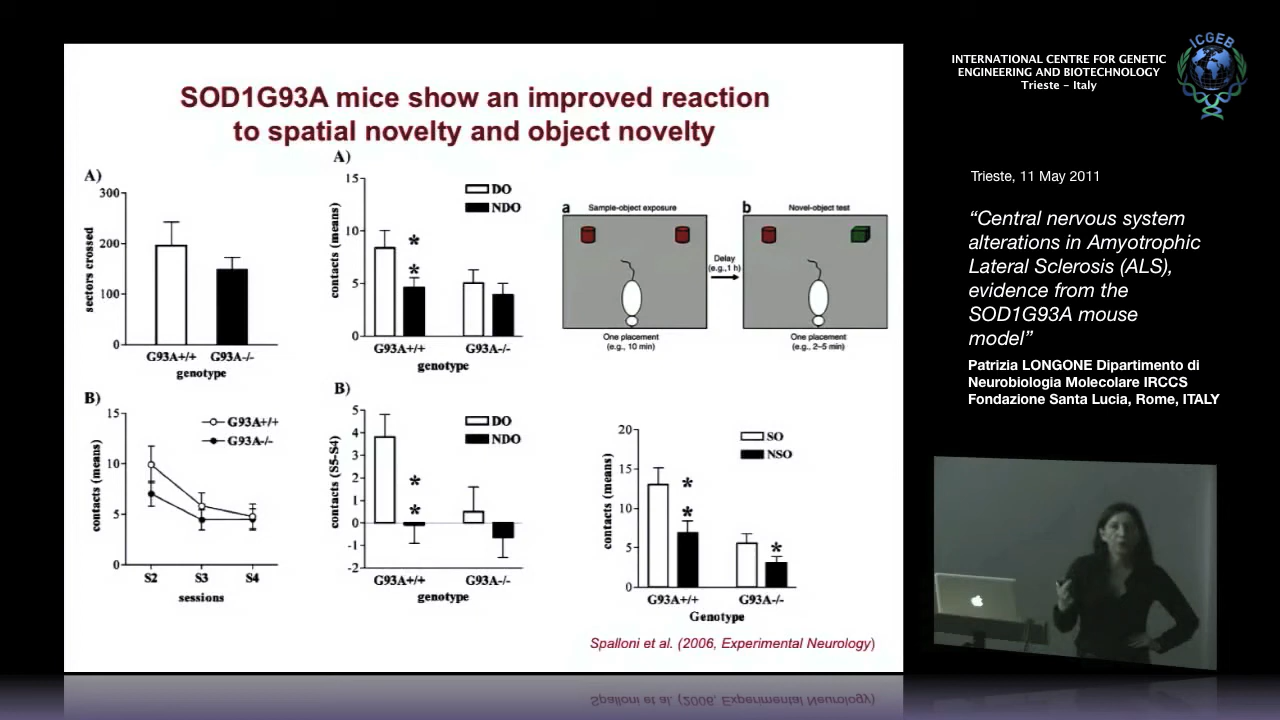 SOD1G93A mice show an improved reaction
to spatial novelty and object novelty
A)
300
200
100
0
sectors crossed
G93A+/+ G93A-/-
genotype
A)
15
10
5
0
contacts (means)
DO
NDO
*
*
G93A+/+ G93A-/-
genotype
a
Sample-object exposure
One placement
(e.g., 10 min)
Delay
(e.g.,1 h)
b
Novel-object test
One placement
(e.g., 2–5 min)
B)
15
10
5
0
contacts (means)
G93A+/+
G93A-/-
S2 S3 S4
sessions
B)
5
4
3
2
1
0
-1
-2
contacts (S5-S4)
DO
NDO
*
*
G93A+/+ G93A-/-
genotype
20
15
10
5
0
contacts (means)
SO
NSO
*
*
*
G93A+/+ G93A-/-
Genotype
Spalloni et al. (2006, Experimental Neurology)
INTERNATIONAL CENTRE FOR GENETIC
ENGINEERING AND BIOTECHNOLOGY
Trieste - Italy
ICGEB
Trieste, 11 May 2011
“Central nervous system
alterations in Amyotrophic
Lateral Sclerosis (ALS),
evidence from the
SOD1G93A mouse
model”
Patrizia LONGONE Dipartimento di
Neurobiologia Molecolare IRCCS
Fondazione Santa Lucia, Rome, ITALY
Spalloni et al. (2006, Experimental Neurology)